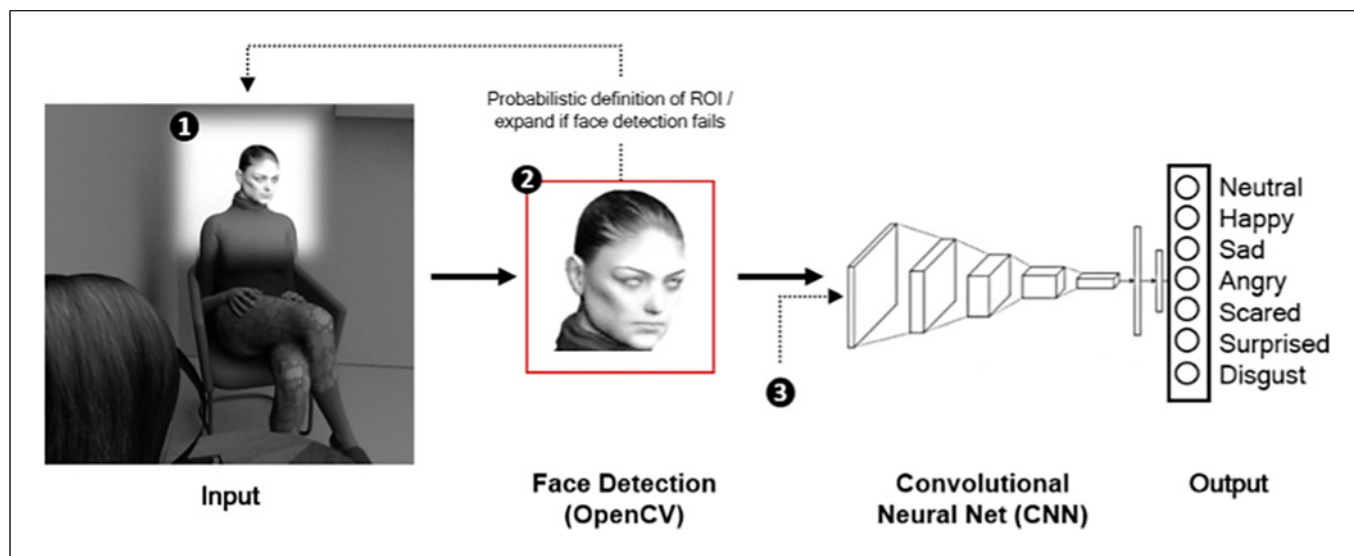 Probabilistic definition of ROI /
expand if face detection fails
1
2
3
Neutral
Happy
Sad
Angry
Scared
Surprised
Disgust
Input
Face Detection
(OpenCV)
Convolutional
Neural Net (CNN)
Output